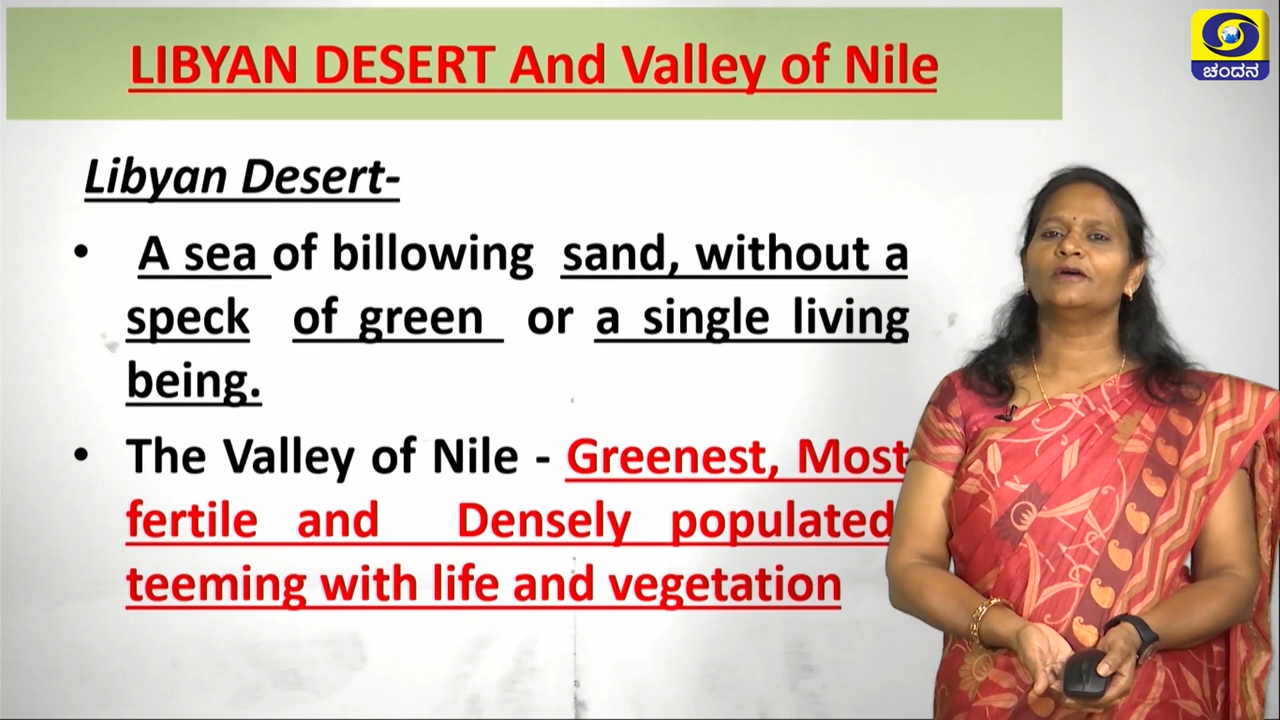 LIBYAN DESERT And Valley of Nile
ಚಂದನ
Libyan Desert-
• A sea of billowing sand, without a
speck of green or a single living
being.
• The Valley of Nile - Greenest, Most
fertile and Densely populated
teeming with life and vegetation